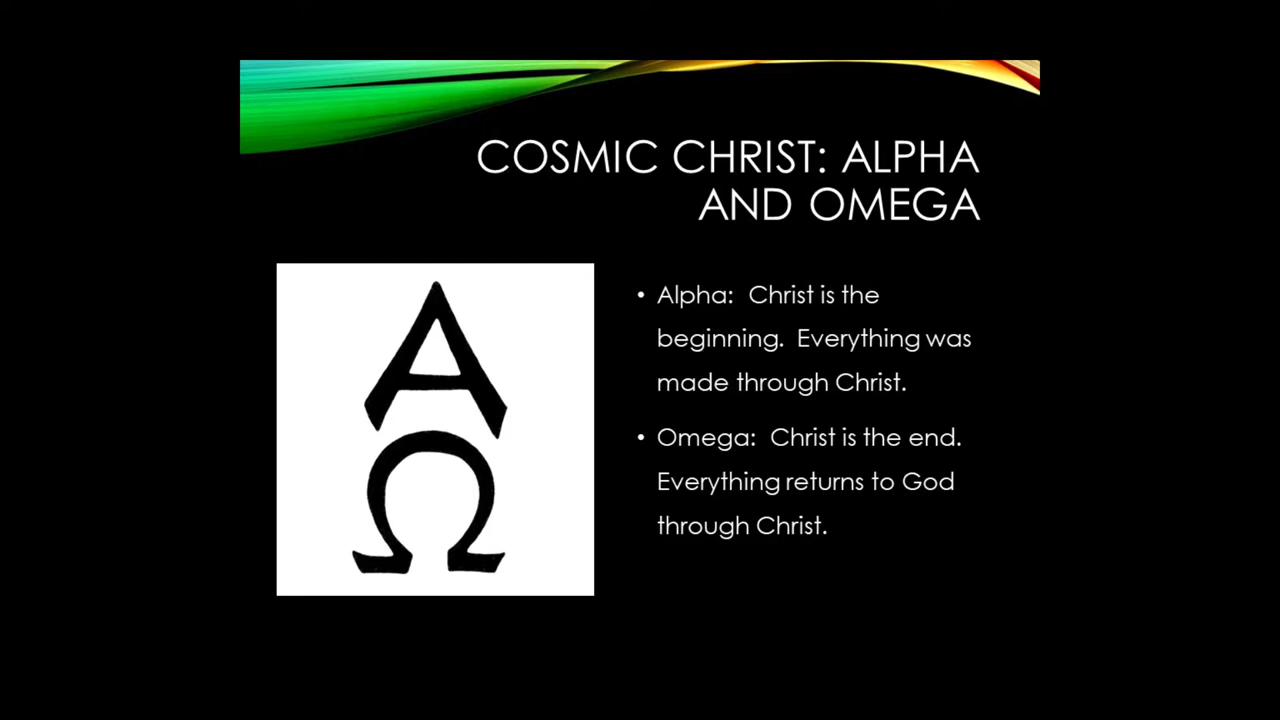 COSMIC CHRIST: ALPHA
AND OMEGA
Α
Ω
• Alpha:  Christ is the
beginning.  Everything was
made through Christ.
• Omega:  Christ is the end.
Everything returns to God
through Christ.